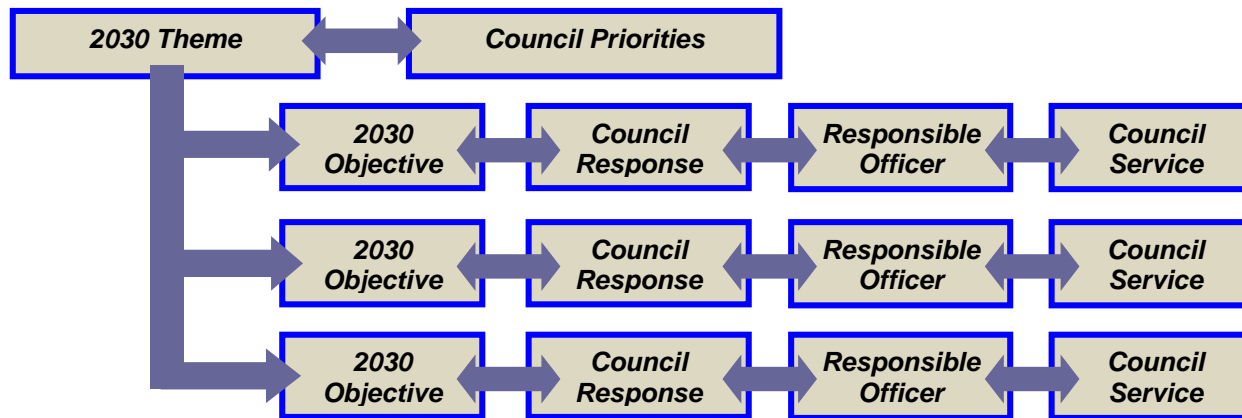 2030 Theme
Council Priorities
2030
Objective
Council
Response
Responsible
Officer
Council
Service
2030
Objective
Council
Response
Responsible
Officer
Council
Service
2030
Objective
Council
Response
Responsible
Officer
Council
Service